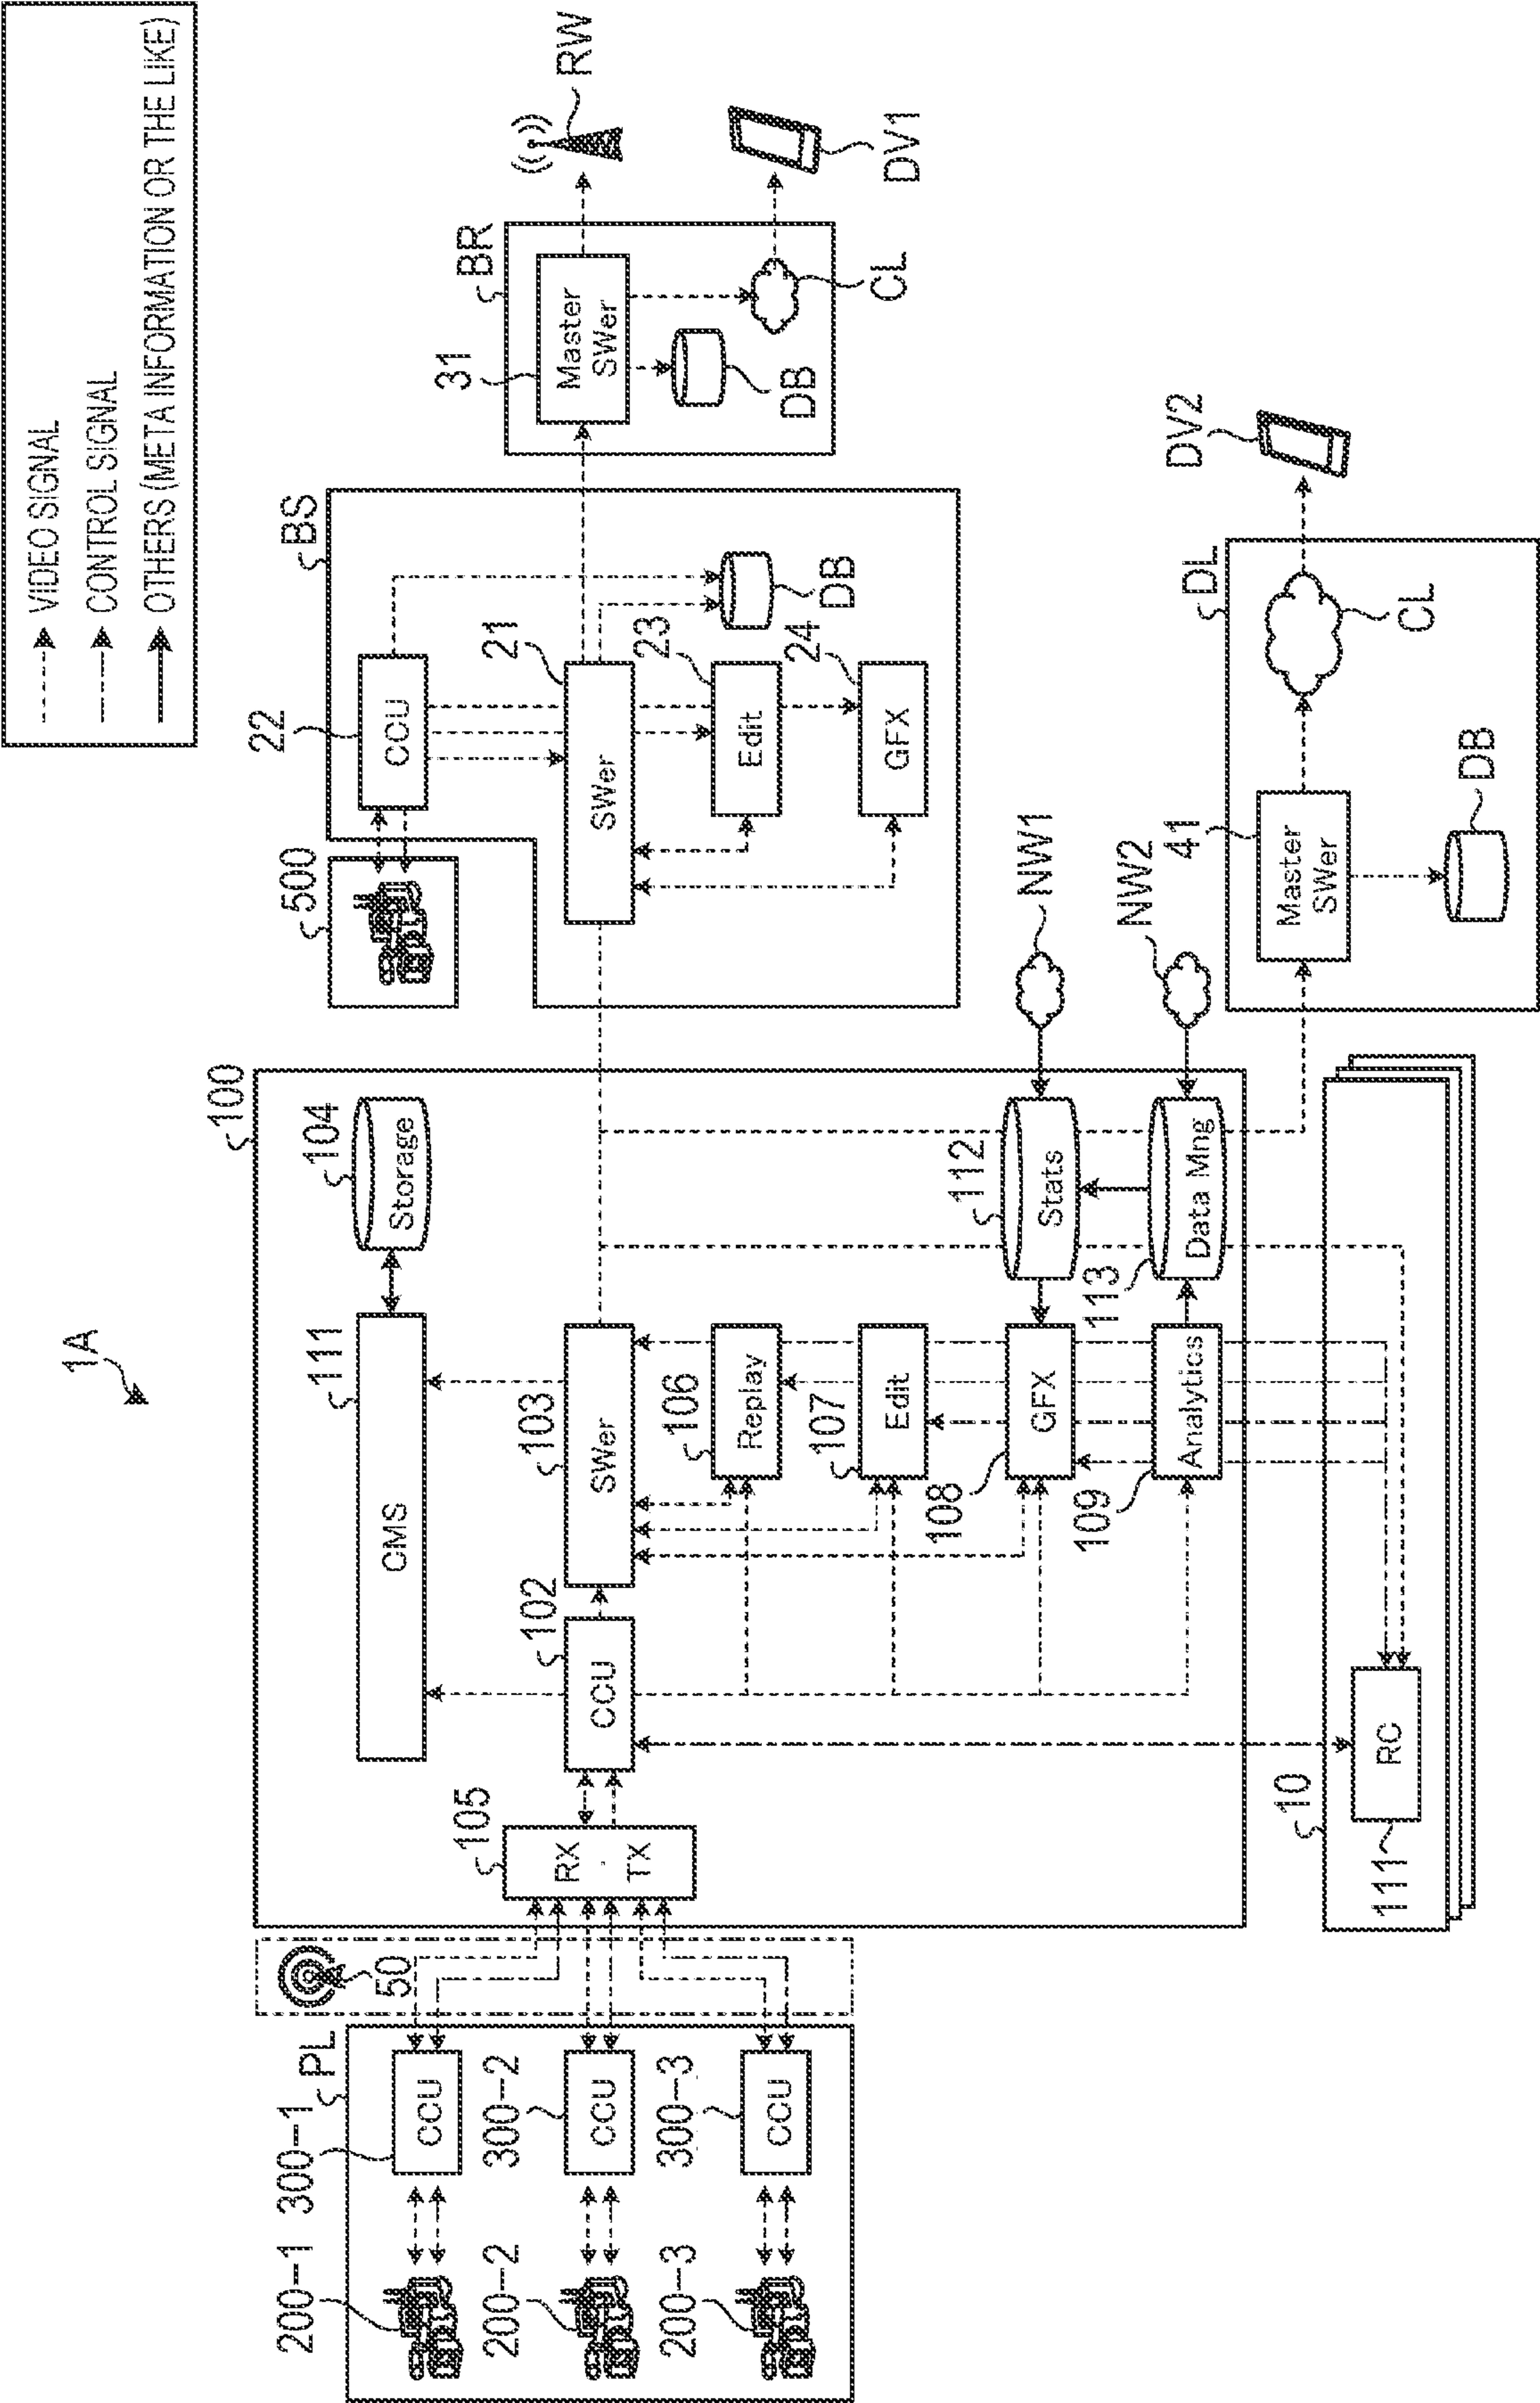 1A
VIDEO SIGNAL
CONTROL SIGNAL
OTHERS (META INFORMATION OR THE LIKE)
PL
200-1
300-1
CCU
200-2
300-2
CCU
200-3
300-3
CCU
50
100
105
RX
·
TX
111
CMS
104
Storage
102
CCU
103
SWer
106
Replay
107
Edit
108
GFX
109
Analytics
112
Stats
113
Data Mng
NW1
NW2
10
RC
111
500
BS
22
CCU
21
SWer
23
Edit
24
GFX
DB
BR
31
Master
SWer
DB
CL
RW
DV1
DL
41
Master
SWer
DB
CL
DV2